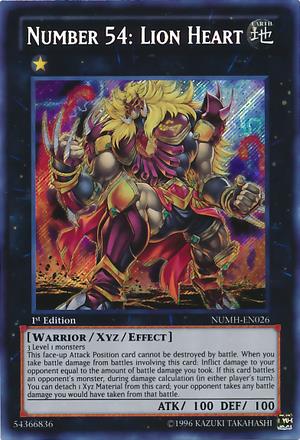 Number 54: Lion Heart
EARTH
地
1st Edition
NUMH-EN026
[Warrior/Xyz/Effect]
3 Level 1 monsters
This face-up Attack Position card cannot be destroyed by battle. When you
take battle damage from battles involving this card: Inflict damage to your
opponent equal to the amount of battle damage you took. If this card battles
an opponent's monster, during damage calculation (in either player's turn):
You can detach 1 Xyz Material from this card; your opponent takes any battle
damage you would have taken from that battle.
ATK/ 100 DEF/ 100
54366836
©1996 KAZUKI TAKAHASHI